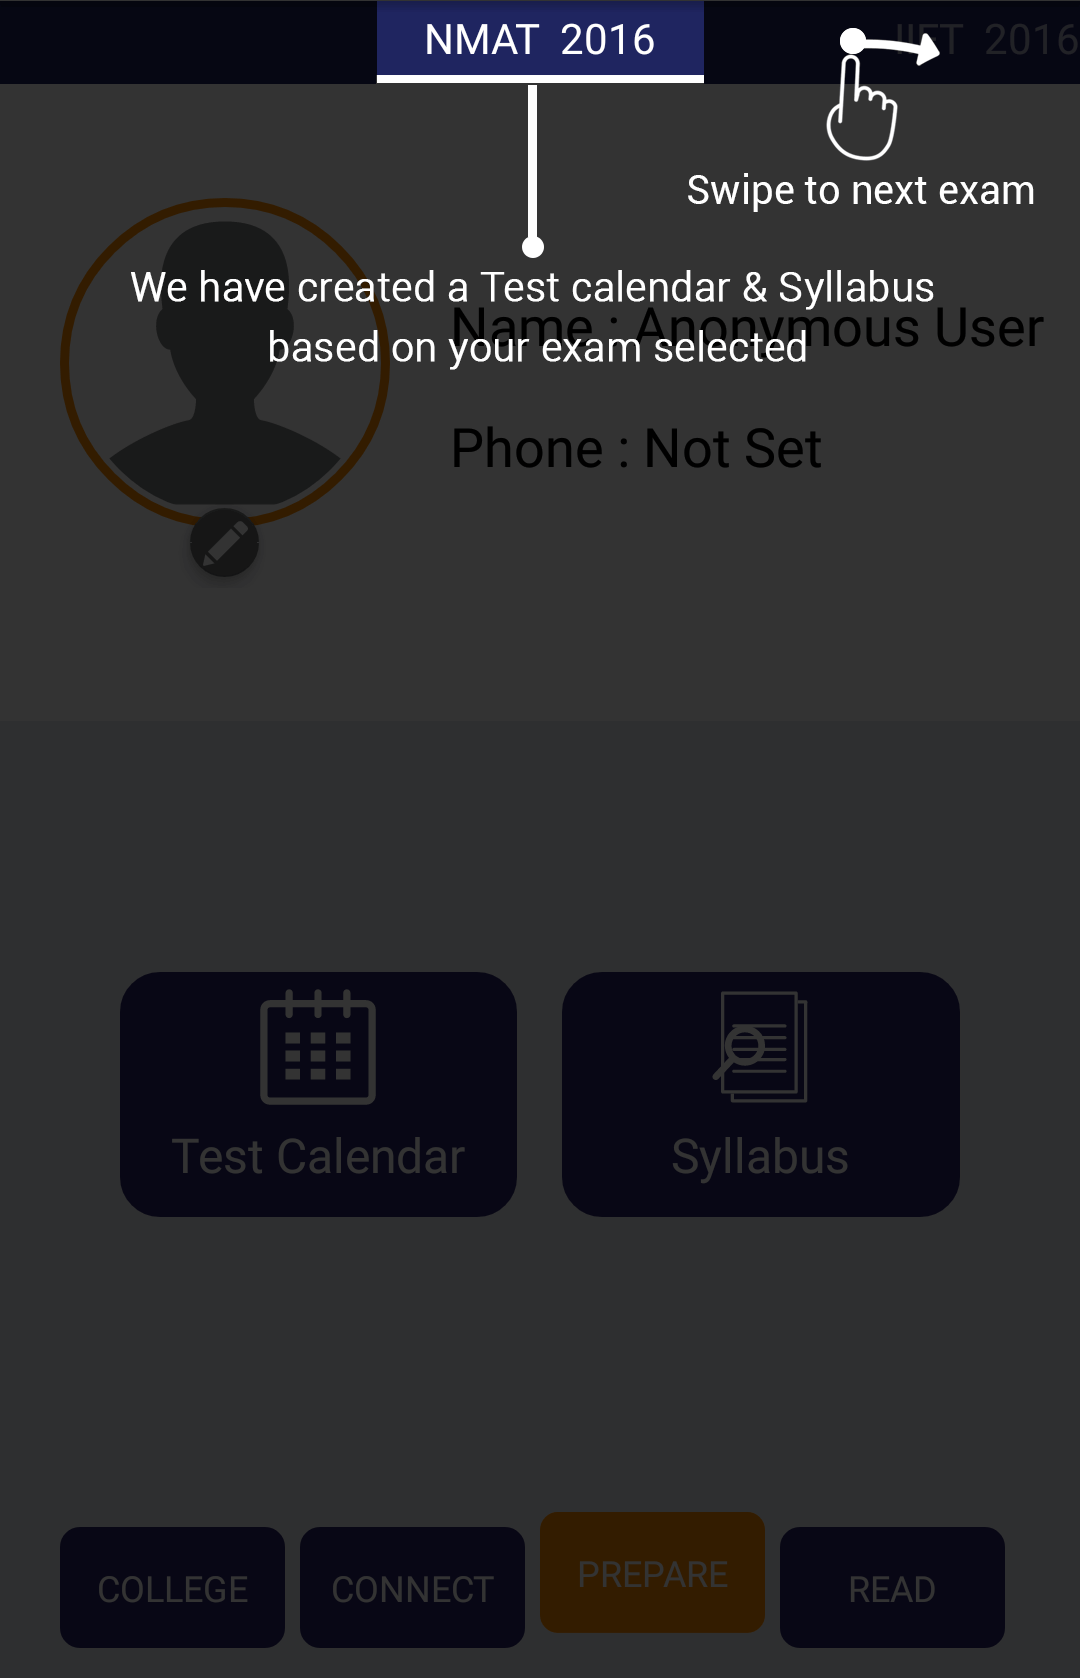 NMAT 2016
IIFT 2016
Swipe to next exam
We have created a Test calendar & Syllabus
based on your exam selected
Name : Anonymous User
Phone : Not Set
Test Calendar
Syllabus
COLLEGE
CONNECT
PREPARE
READ